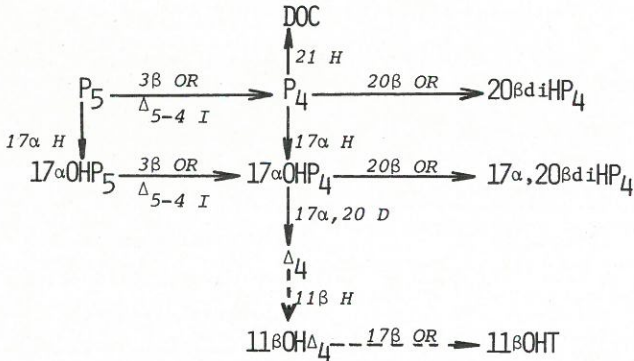 DOC
21 H
P5 3β OR P4 20β OR 20βdiHP4
Δ5-4 I
17α H 17α H
17αOHP5 3β OR 17αOHP4 20β OR 17α,20βdiHP4
Δ5-4 I
17α,20 D
Δ4
11β H
11βOHΔ4 17β OR 11βOHT